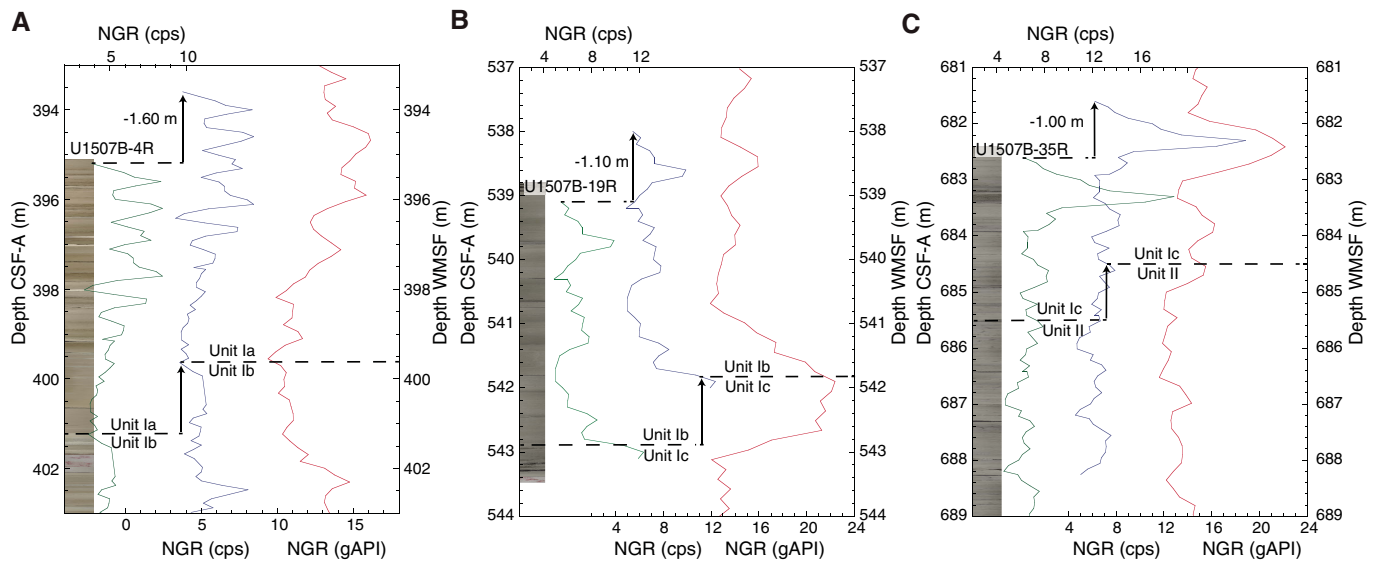 A
NGR (cps)
5 10
394
396
398
400
402
Depth CSF-A (m)
-1.60 m
U1507B-4R
Unit Ia
Unit Ib
Unit Ia
Unit Ib
394
396
398
400
402
Depth WMSF (m)
0 5 10 15
NGR (cps) NGR (gAPI)
B
NGR (cps)
4 8 12
537
538
539
540
541
542
543
544
Depth CSF-A (m)
-1.10 m
U1507B-19R
Unit Ib
Unit Ic
Unit Ib
Unit Ic
537
538
539
540
541
542
543
544
Depth WMSF (m)
4 8 12 16 20 24
NGR (cps) NGR (gAPI)
C
NGR (cps)
4 8 12 16
681
682
683
684
685
686
687
688
689
Depth CSF-A (m)
-1.00 m
U1507B-35R
Unit Ic
Unit II
Unit Ic
Unit II
681
682
683
684
685
686
687
688
689
Depth WMSF (m)
4 8 12 16 20 24
NGR (cps) NGR (gAPI)